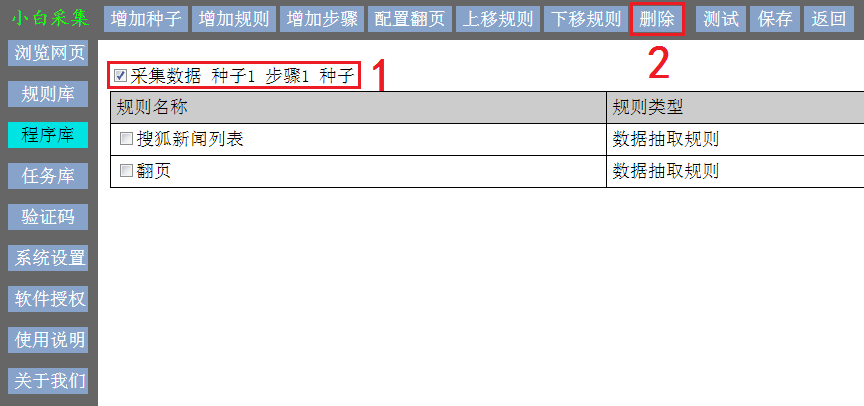 小白采集 增加种子 增加规则 增加步骤 配置翻页 上移规则 下移规则 删除 测试 保存 返回
浏览网页
规则库
程序库
任务库
验证码
系统设置
软件授权
使用说明
关于我们
2
采集数据 种子1 步骤1 种子 1
规则名称 规则类型
搜狐新闻列表 数据抽取规则
翻页 数据抽取规则